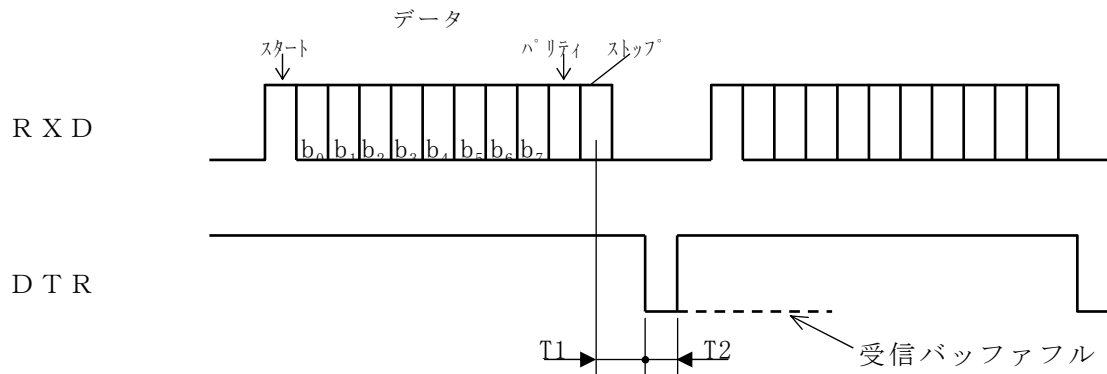 データ
スタート パリティ ストップ
RXD
b₀ b₁ b₂ b₃ b₄ b₅ b₆ b₇
DTR
T1 T2
受信バッファフル